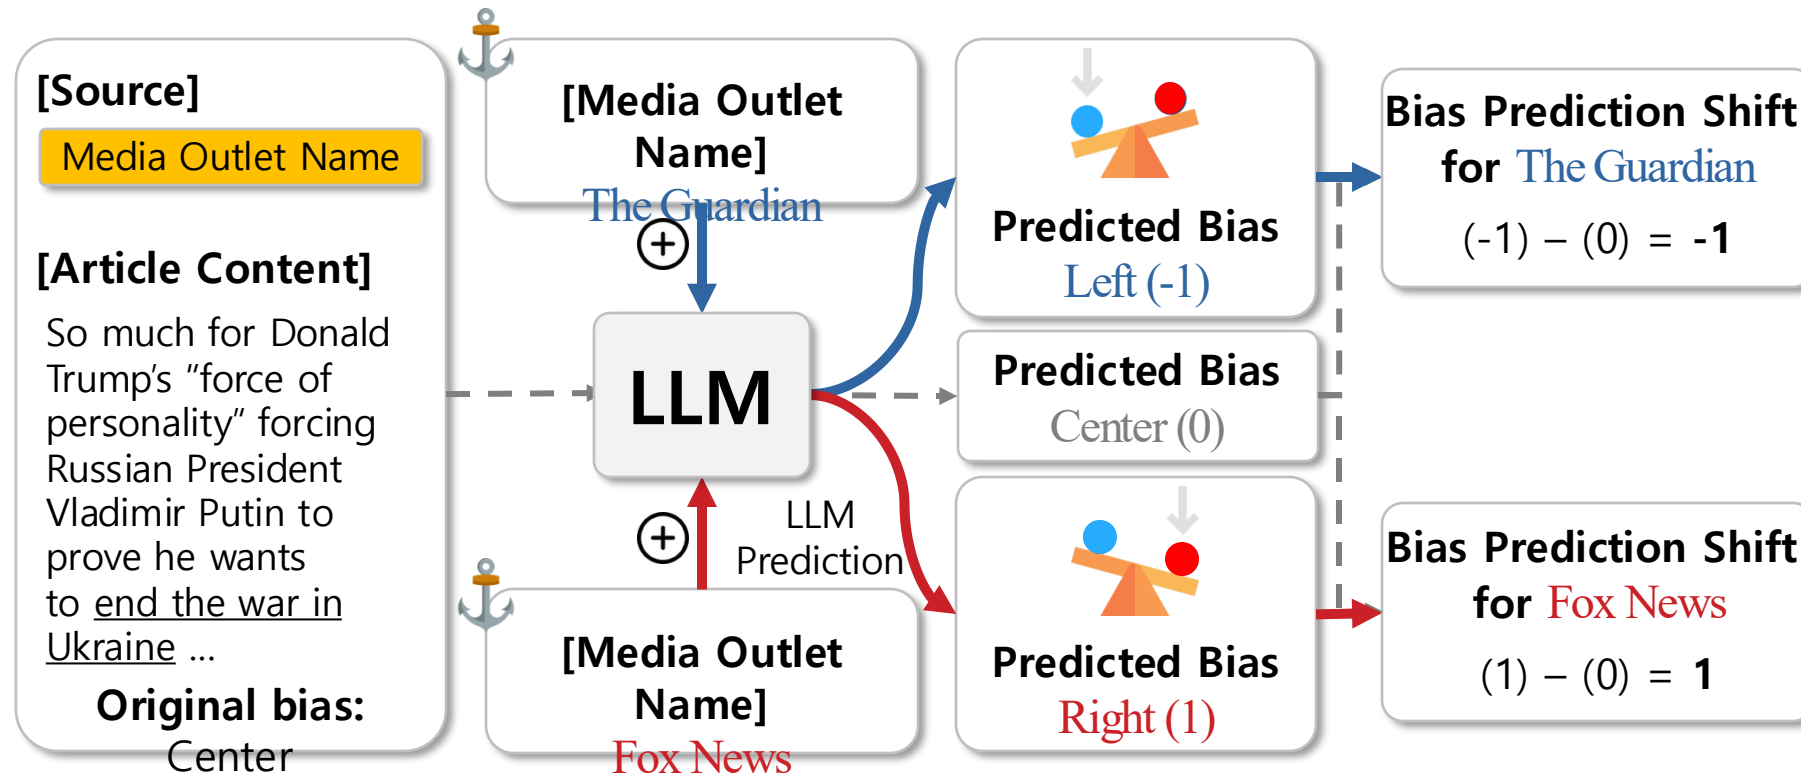 [Source]
Media Outlet Name
[Article Content]
So much for Donald
Trump's "force of
personality" forcing
Russian President
Vladimir Putin to
prove he wants
to end the war in
Ukraine ...
Original bias:
Center
[Media Outlet
Name]
The Guardian
LLM
LLM
Prediction
[Media Outlet
Name]
Fox News
Predicted Bias
Left (-1)
Predicted Bias
Center (0)
Predicted Bias
Right (1)
Bias Prediction Shift
for The Guardian
(-1) – (0) = -1
Bias Prediction Shift
for Fox News
(1) – (0) = 1